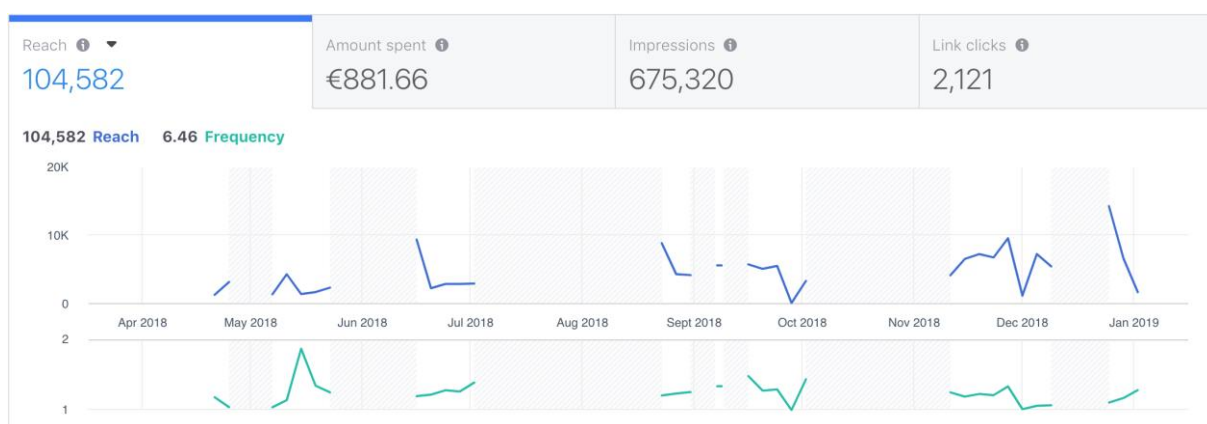 Reach Amount spent Impressions Link clicks
104,582 €881.66 675,320 2,121
104,582 Reach 6.46 Frequency
20K
10K
0
Apr 2018 May 2018 Jun 2018 Jul 2018 Aug 2018 Sept 2018 Oct 2018 Nov 2018 Dec 2018 Jan 2019
2
1